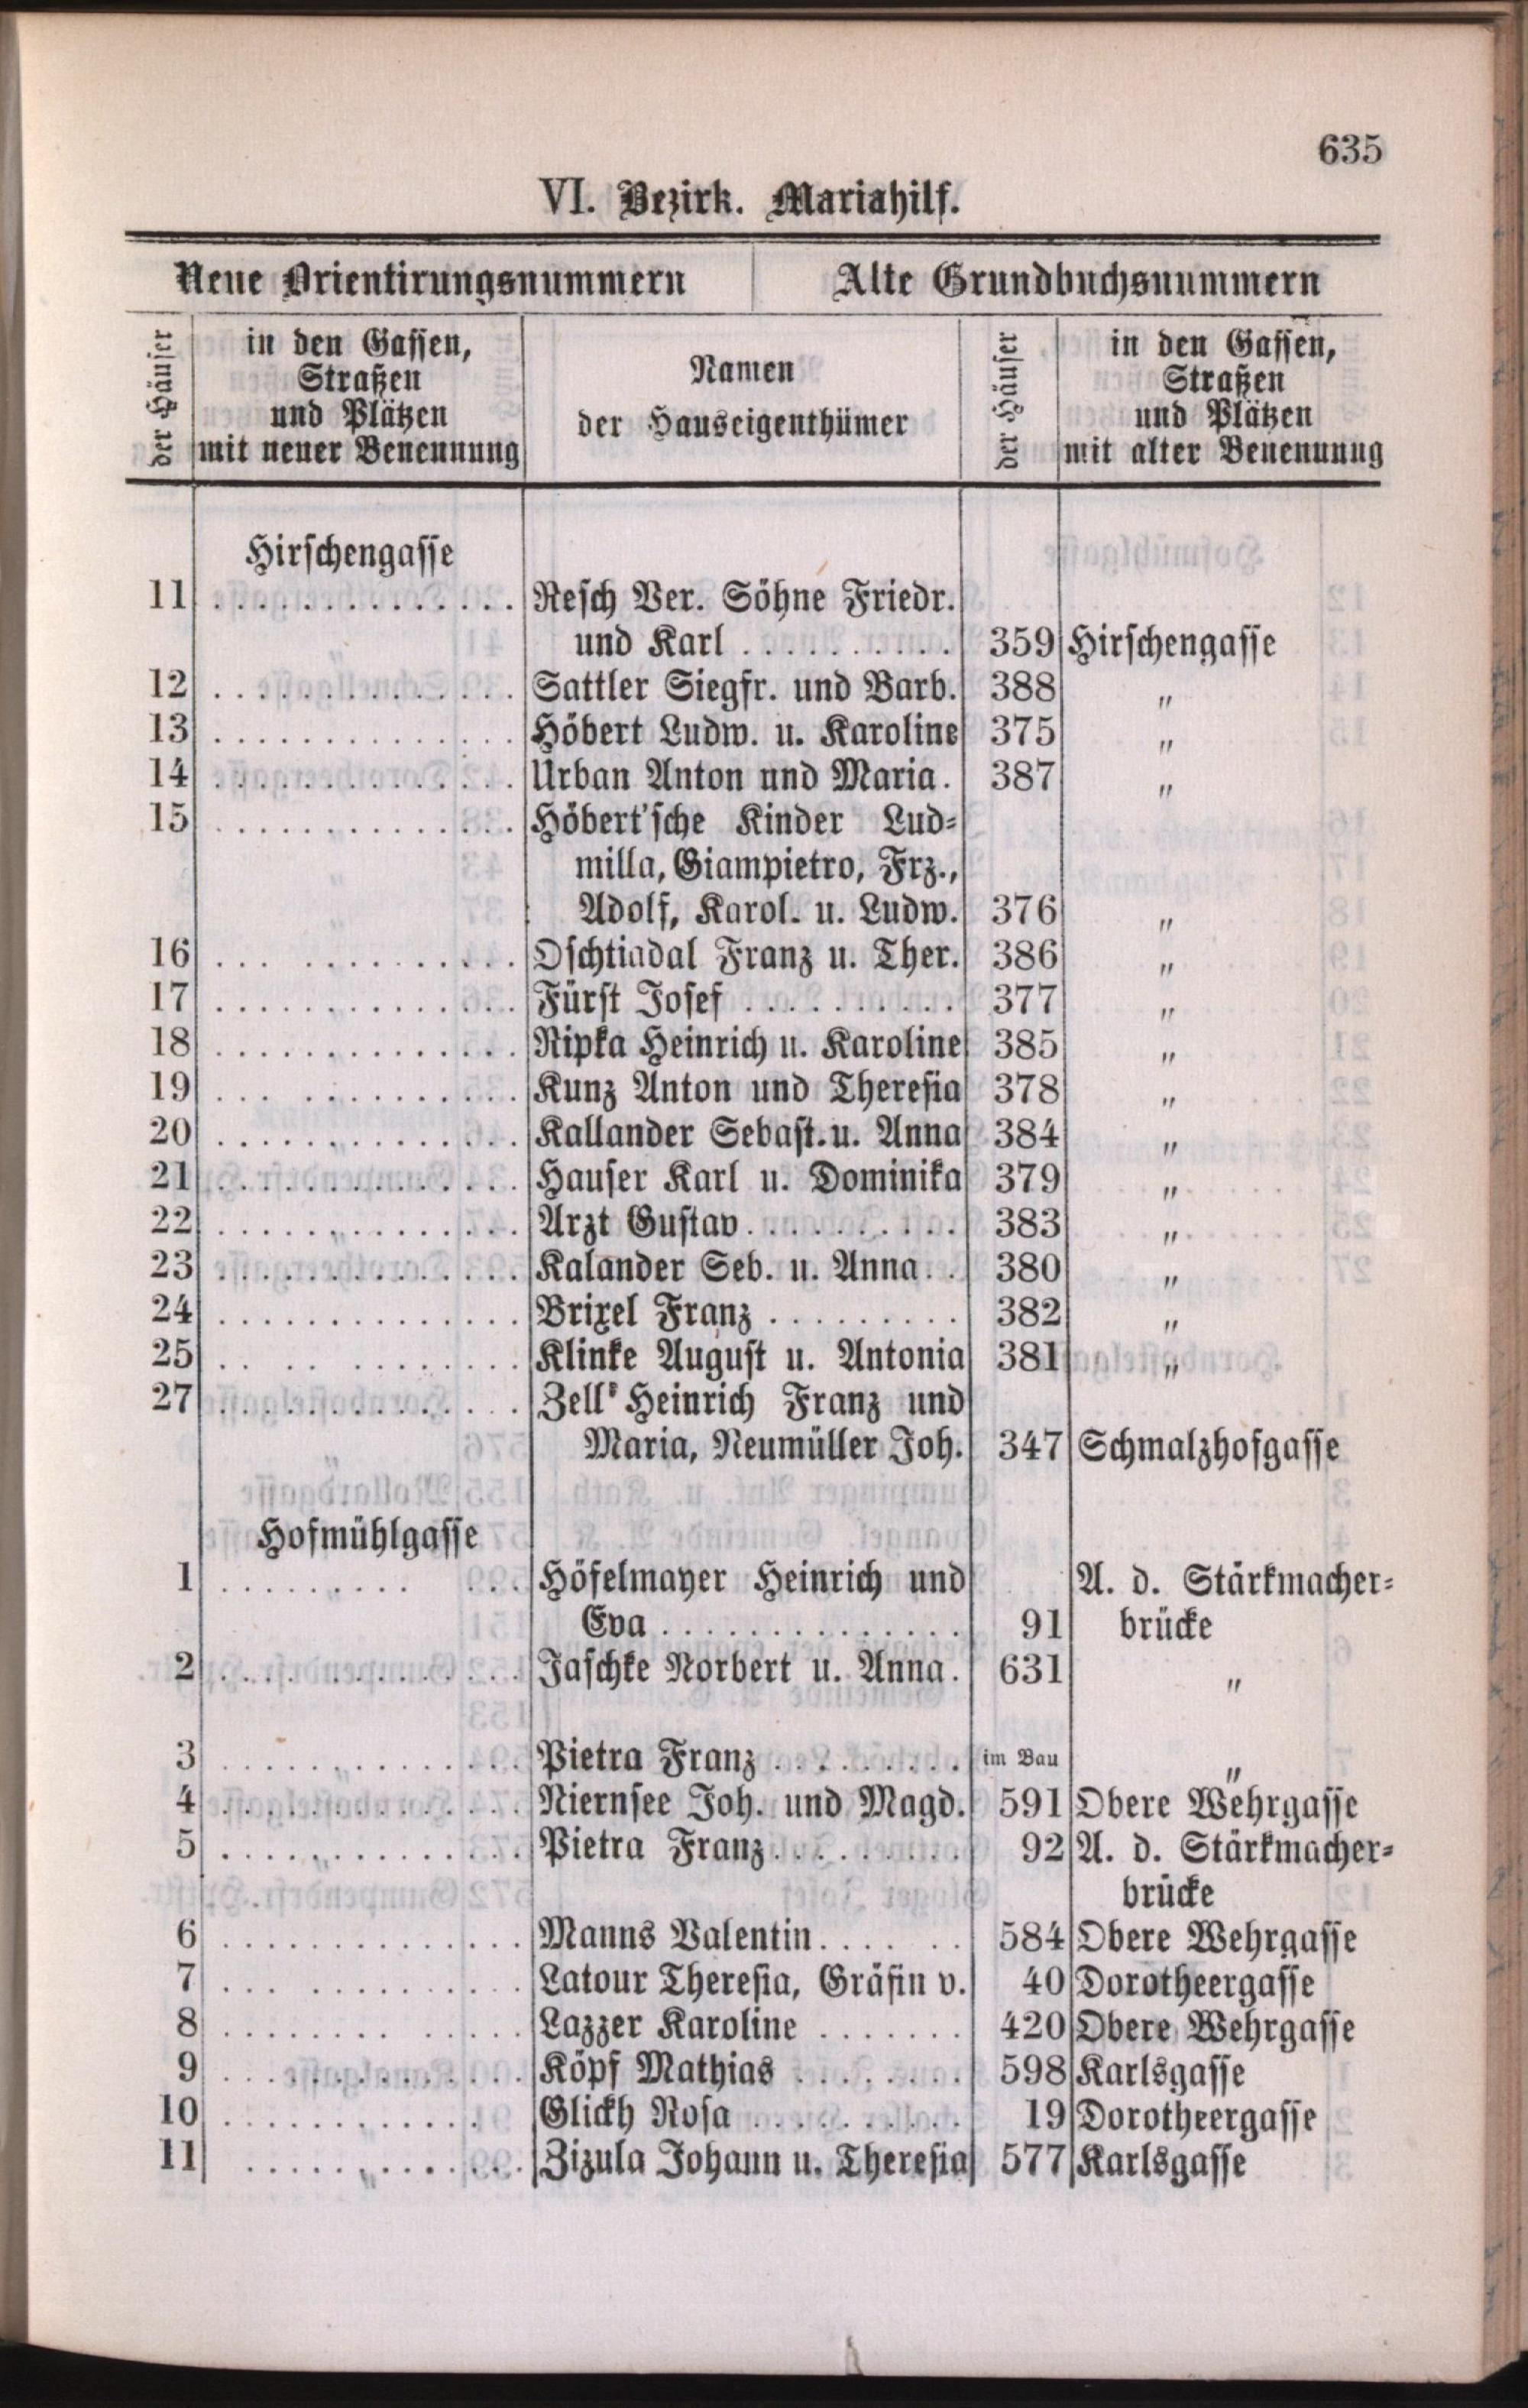 635
VI. Bezirk. Mariahilf.
Neue Orientirungsnummern Alte Grundbuchsnummern
der Häuser
in den Gassen,
Straßen
und Plätzen
mit neuer Benennung
Namen
der Hauseigenthümer
der Häuser
in den Gassen,
Straßen
und Plätzen
mit alter Benennung
Hirschengasse
11 .............. Resch Ver. Söhne Friedr.
und Karl .......... 359 Hirschengasse
12 .............. Sattler Siegfr. und Barb. 388 „
13 .............. Höbert Ludw. u. Karoline 375 „
14 .............. Urban Anton und Maria. 387 „
15 .............. Höbert'sche Kinder Lud-
milla, Giampietro, Frz.,
Adolf, Karol. u. Ludw. 376 „
16 ... .......... Oschtiadal Franz u. Ther. 386 „
17 .............. Fürst Josef .......... 377 „
18 .............. Ripka Heinrich u. Karoline 385 „
19 ... .......... Kunz Anton und Theresia 378 „
20 .............. Kallander Sebast. u. Anna 384 „
21 .............. Hauser Karl u. Dominika 379 „
22 .............. Arzt Gustav.......... 383 „
23 .............. Kalander Seb. u. Anna.. 380 „
24 .............. Brixel Franz ......... 382 „
25 .. ........... Klinke August u. Antonia 381 „
27 .............. Zell Heinrich Franz und
Maria, Neumüller Joh. 347 Schmalzhofgasse
Hofmühlgasse
1 ......... ... Höfelmayer Heinrich und A. d. Stärkmacher-
Eva .............. 91 brücke
2 .............. Jaschke Norbert u. Anna. 631 „
3 .............. Pietra Franz ......... im Bau „
4 .............. Niernsee Joh. und Magd. 591 Obere Wehrgasse
5 .............. Pietra Franz......... 92 A. d. Stärkmacher-
brücke
6 .............. Manns Valentin.... .. 584 Obere Wehrgasse
7 ... .......... Latour Theresia, Gräfin v. 40 Dorotheergasse
8 ........ ..... Lazzer Karoline ....... 420 Obere Wehrgasse
9 .............. Köpf Mathias ........ 598 Karlsgasse
10 ............ Glickh Rosa .......... 19 Dorotheergasse
11 ............. Zizula Johann u. Theresia 577 Karlsgasse